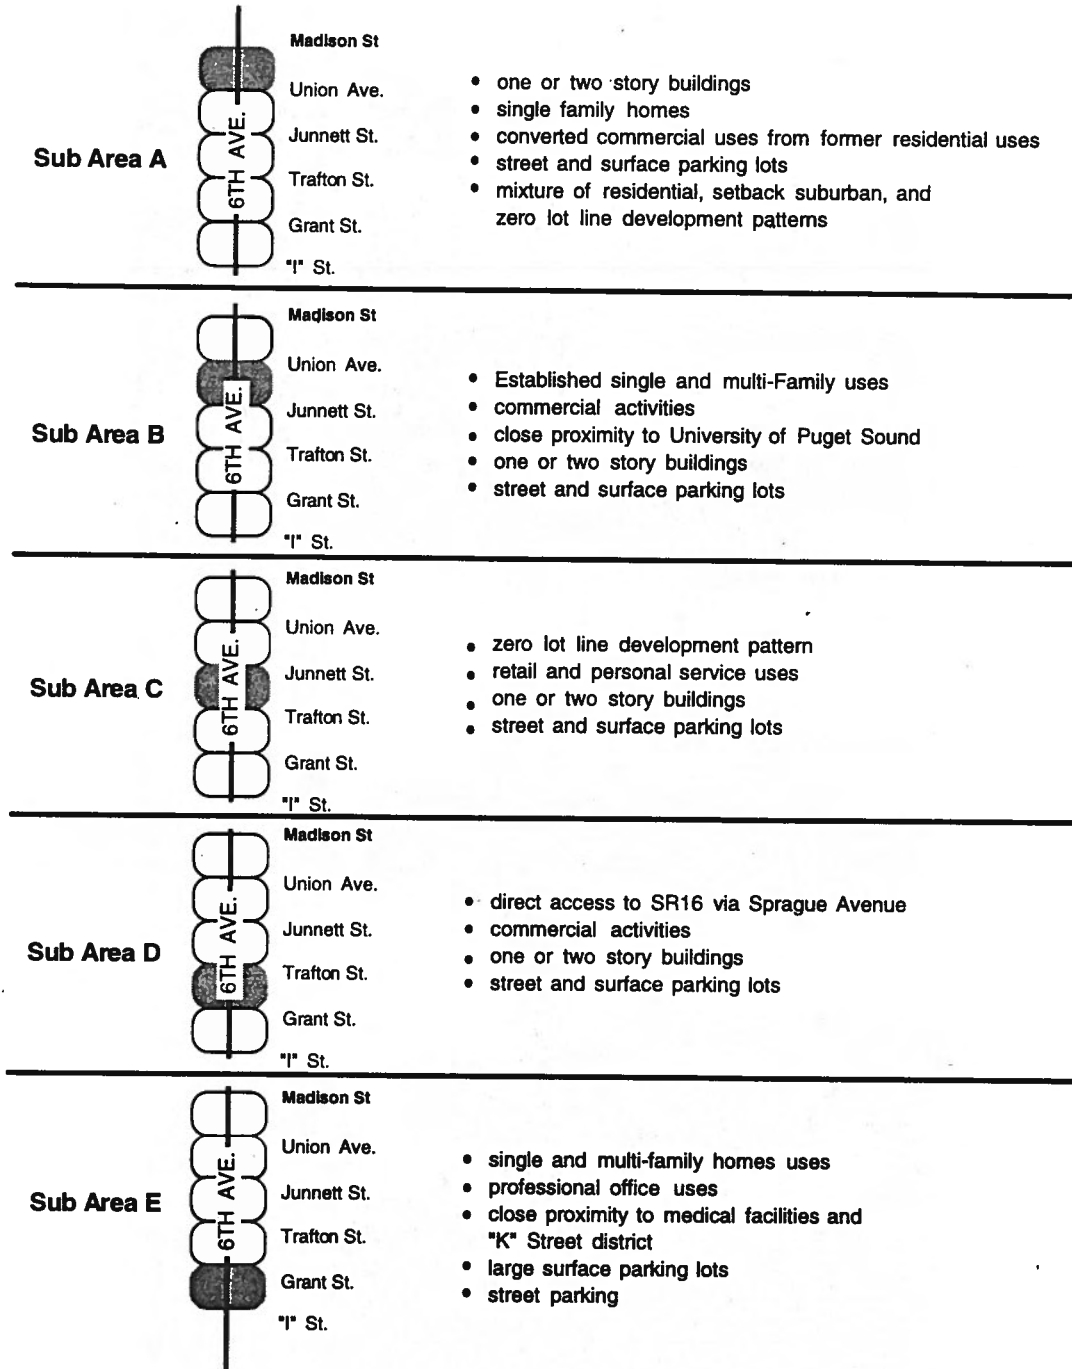 Madison St
Union Ave.
Junnett St.
Trafton St.
Grant St.
"I" St.
6TH AVE.
Sub Area A
• one or two story buildings
• single family homes
• converted commercial uses from former residential uses
• street and surface parking lots
• mixture of residential, setback suburban, and
zero lot line development patterns
Madison St
Union Ave.
Junnett St.
Trafton St.
Grant St.
"I" St.
6TH AVE.
Sub Area B
• Established single and multi-Family uses
• commercial activities
• close proximity to University of Puget Sound
• one or two story buildings
• street and surface parking lots
Madison St
Union Ave.
Junnett St.
Trafton St.
Grant St.
"I" St.
6TH AVE.
Sub Area C
• zero lot line development pattern
• retail and personal service uses
• one or two story buildings
• street and surface parking lots
Madison St
Union Ave.
Junnett St.
Trafton St.
Grant St.
"I" St.
6TH AVE.
Sub Area D
• direct access to SR16 via Sprague Avenue
• commercial activities
• one or two story buildings
• street and surface parking lots
Madison St
Union Ave.
Junnett St.
Trafton St.
Grant St.
"I" St.
6TH AVE.
Sub Area E
• single and multi-family homes uses
• professional office uses
• close proximity to medical facilities and
"K" Street district
• large surface parking lots
• street parking